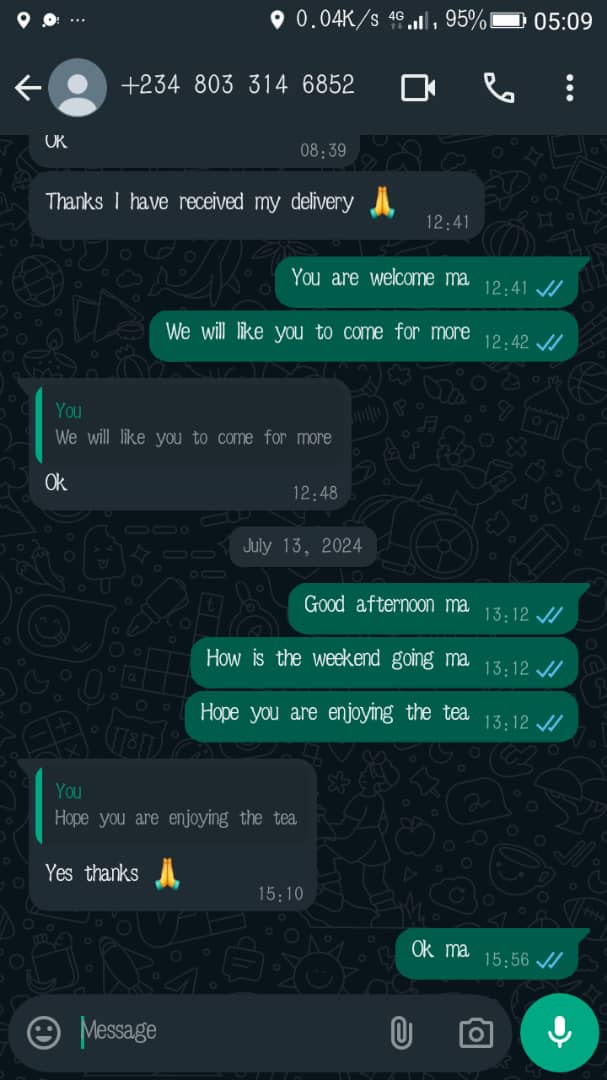 0.04K/s 4G 95% 05:09
+234 803 314 6852
Ok
08:39
Thanks I have received my delivery 🙏 12:41
You are welcome ma 12:41
We will like you to come for more 12:42
You
We will like you to come for more
Ok 12:48
July 13, 2024
Good afternoon ma 13:12
How is the weekend going ma 13:12
Hope you are enjoying the tea 13:12
You
Hope you are enjoying the tea
Yes thanks 🙏 15:10
Ok ma 15:56
Message